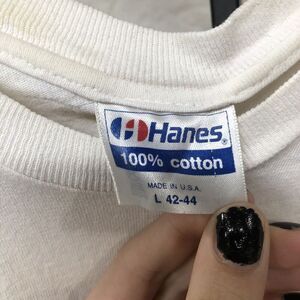 Hanes®
100% cotton
MADE IN U.S.A.
L 42-44